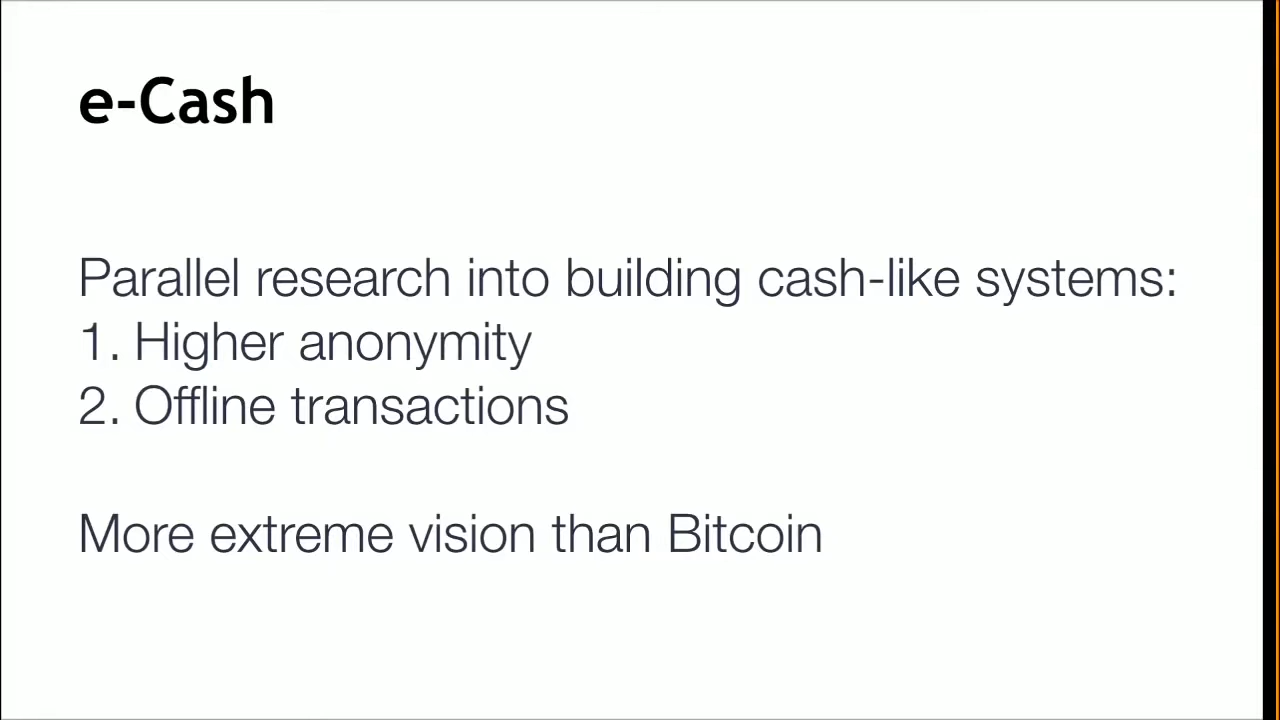 e-Cash
Parallel research into building cash-like systems:
1. Higher anonymity
2. Offline transactions
More extreme vision than Bitcoin